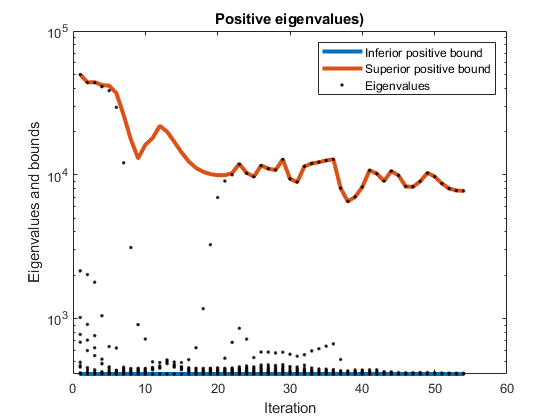 Positive eigenvalues)
10^5
10^4
10^3
Eigenvalues and bounds
Inferior positive bound
Superior positive bound
Eigenvalues
0 10 20 30 40 50 60
Iteration